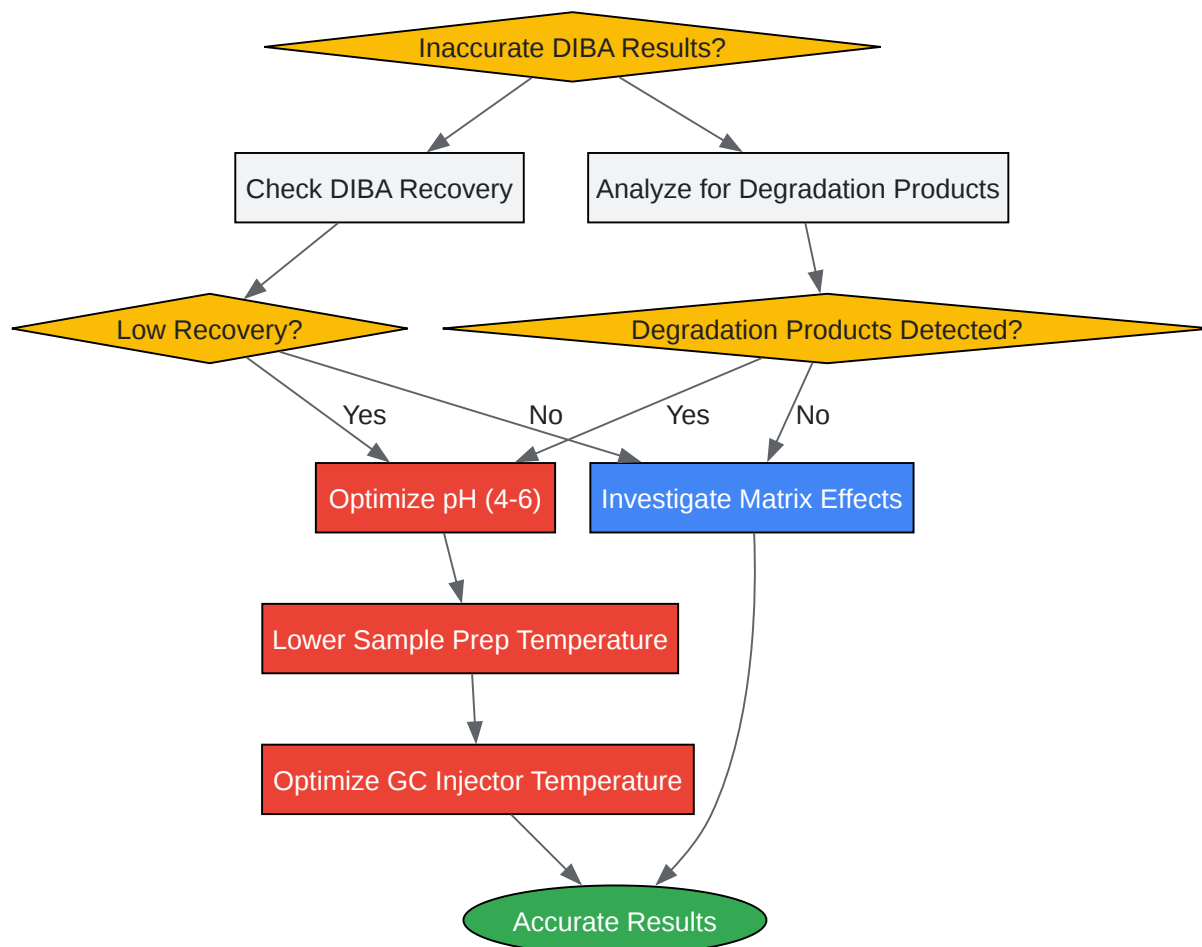 Inaccurate DIBA Results?
Check DIBA Recovery
Analyze for Degradation Products
Low Recovery?
Degradation Products Detected?
Yes
No
Yes
No
Optimize pH (4-6)
Investigate Matrix Effects
Lower Sample Prep Temperature
Optimize GC Injector Temperature
Accurate Results